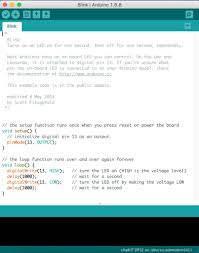 Blink | Arduino 1.8.8
Blink
Blink
Turns on an LED on for one second, then off for one second, repeatedly.
Most Arduinos have an on-board LED you can control. On the Uno and
Leonardo, it is attached to digital pin 13. If you're unsure what
pin the on-board LED is connected to on your Arduino model, check
the documentation at http://www.arduino.cc
This example code is in the public domain.
modified 8 May 2014
by Scott Fitzgerald
*/
// the setup function runs once when you press reset or power the board
void setup() {
// initialize digital pin 13 as an output.
pinMode(13, OUTPUT);
}
// the loop function runs over and over again forever
void loop() {
digitalWrite(13, HIGH); // turn the LED on (HIGH is the voltage level)
delay(1000); // wait for a second
digitalWrite(13, LOW); // turn the LED off by making the voltage LOW
delay(1000); // wait for a second
}